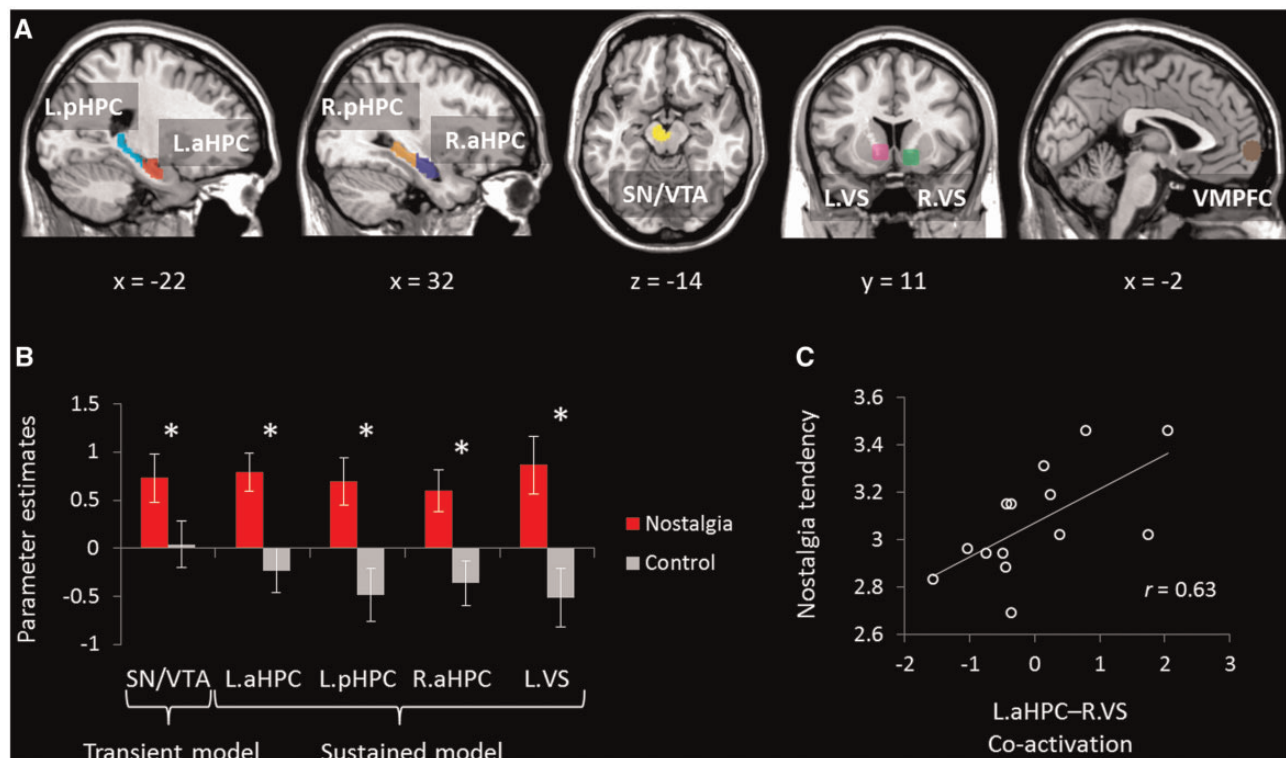 A
L.pHPC
L.aHPC
R.pHPC
R.aHPC
SN/VTA
L.VS R.VS
VMPFC
x = -22 x = 32 z = -14 y = 11 x = -2
B
Parameter estimates
1.5
1
0.5
0
-0.5
-1
* * * * *
Nostalgia
Control
SN/VTA L.aHPC L.pHPC R.aHPC L.VS
Transient model Sustained model
C
Nostalgia tendency
3.6
3.4
3.2
3
2.8
2.6
r = 0.63
-2 -1 0 1 2 3
L.aHPC–R.VS
Co-activation